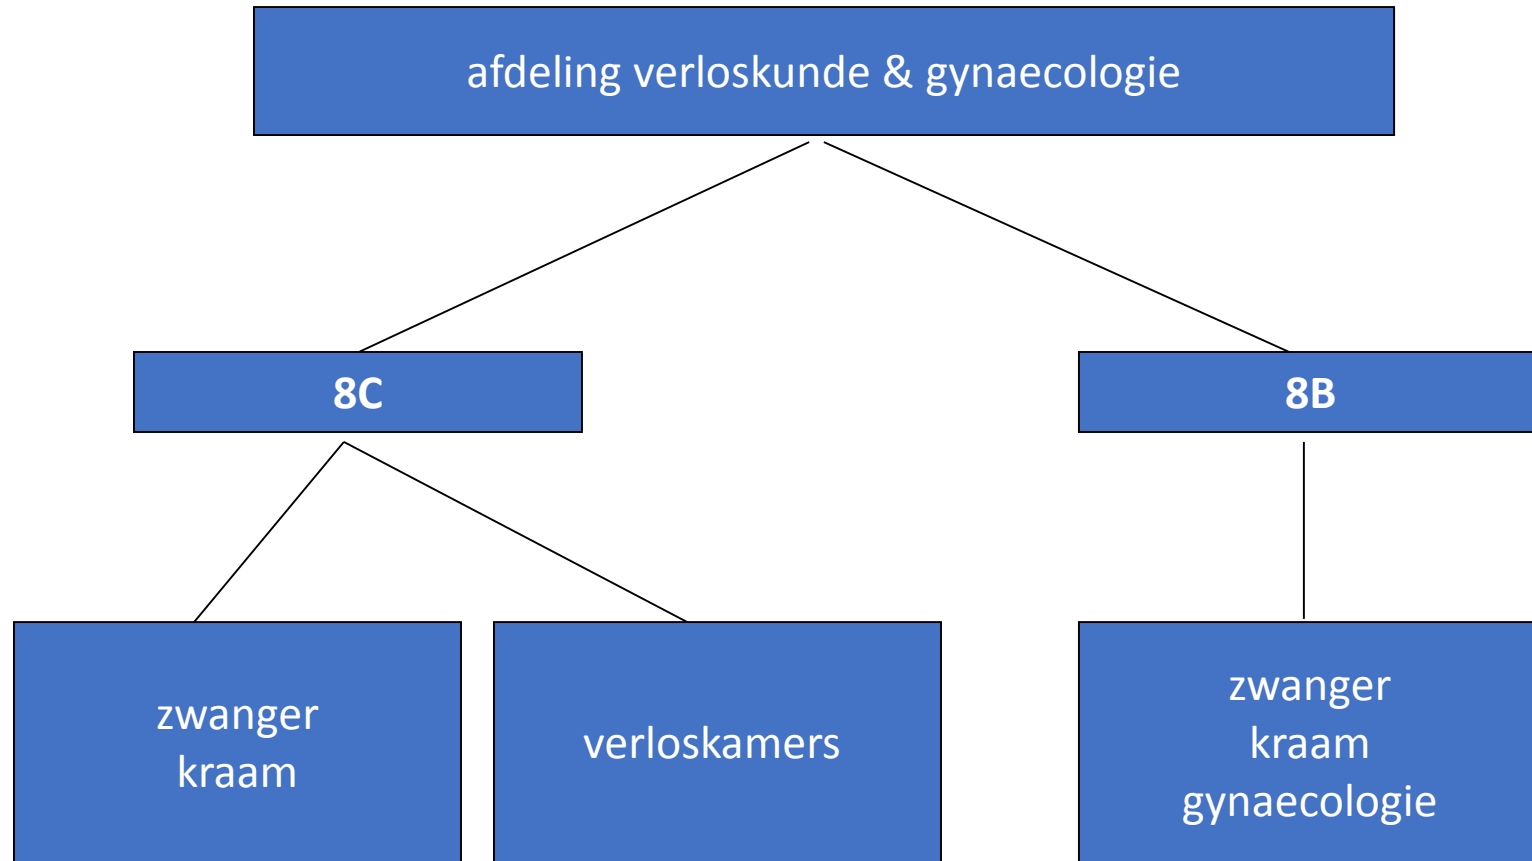 afdeling verloskunde & gynaecologie
8C
8B
zwanger
kraam
verloskamers
zwanger
kraam
gynaecologie